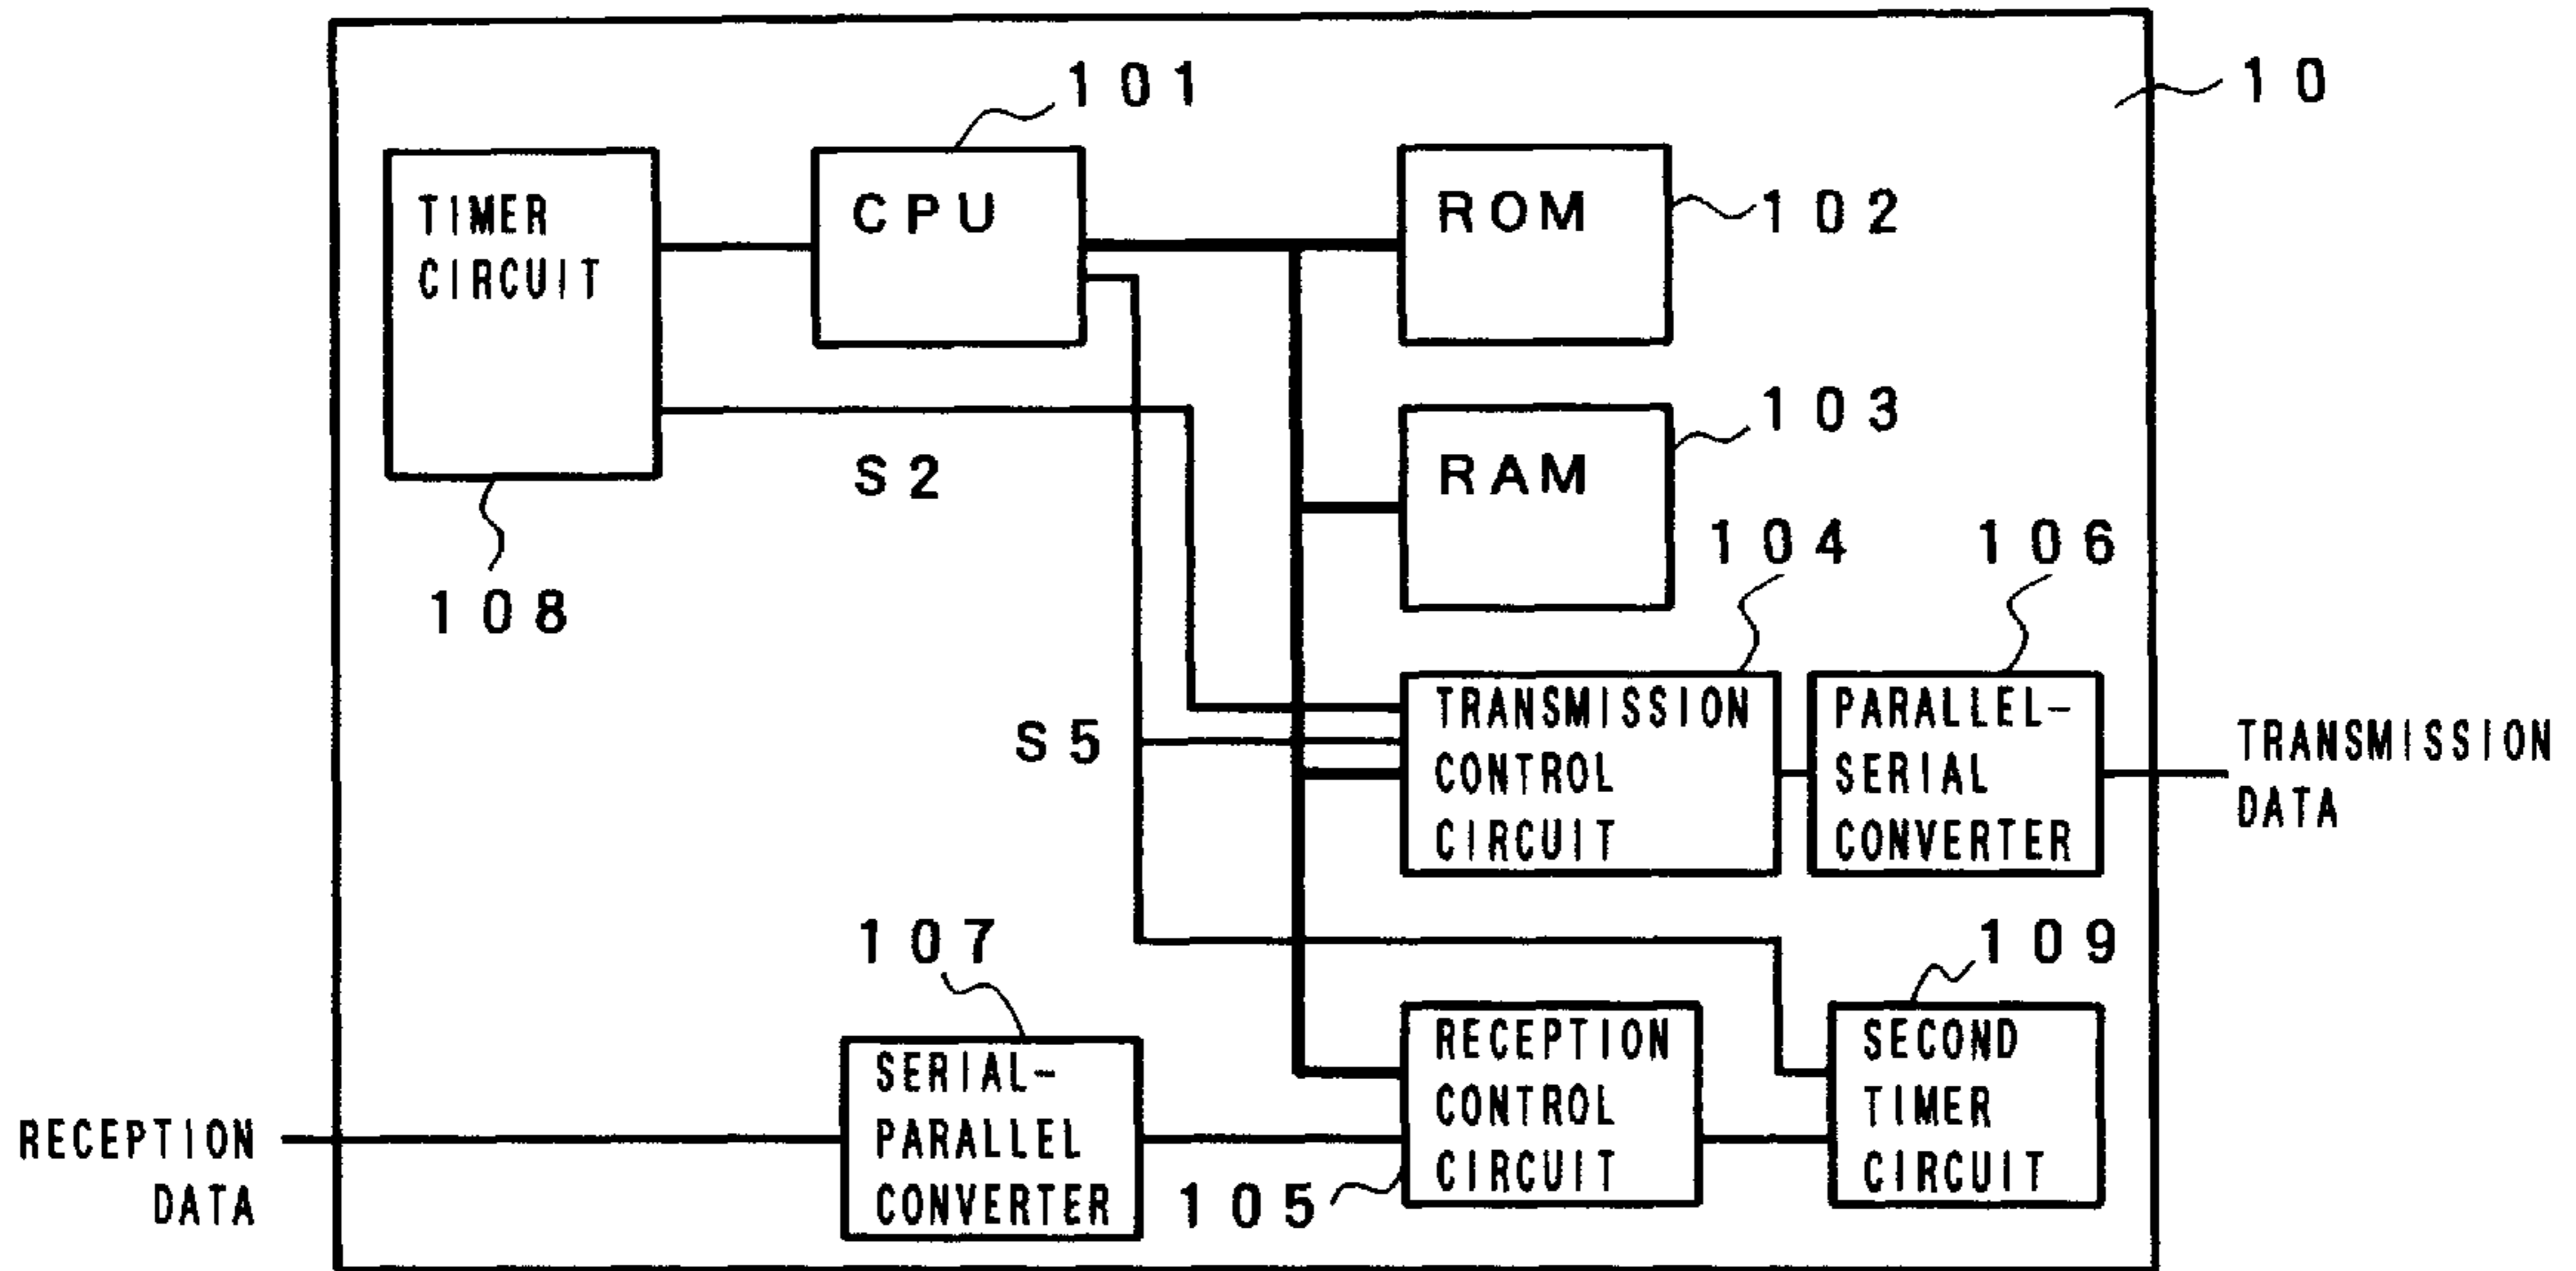 101
10
TIMER
CIRCUIT
CPU
ROM
102
S2
103
RAM
108
104
106
S5
TRANSMISSION
CONTROL
CIRCUIT
PARALLEL-
SERIAL
CONVERTER
TRANSMISSION
DATA
107
109
SERIAL-
PARALLEL
CONVERTER
RECEPTION
CONTROL
CIRCUIT
SECOND
TIMER
CIRCUIT
RECEPTION
DATA
105